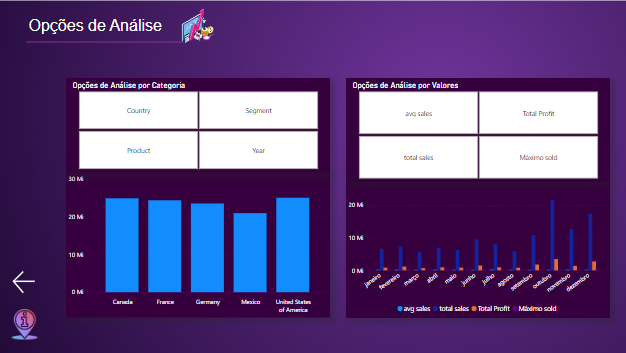 Opções de Análise
Opções de Análise por Categoria
Country
Segment
Product
Year
30 Mi
20 Mi
10 Mi
0 Mi
Canada
France
Germany
Mexico
United States
of America
Opções de Análise por Valores
avg sales
Total Profit
total sales
Máximo sold
20 Mi
10 Mi
0 Mi
janeiro
fevereiro
março
abril
maio
junho
julho
agosto
setembro
outubro
novembro
dezembro
avg sales total sales Total Profit Máximo sold